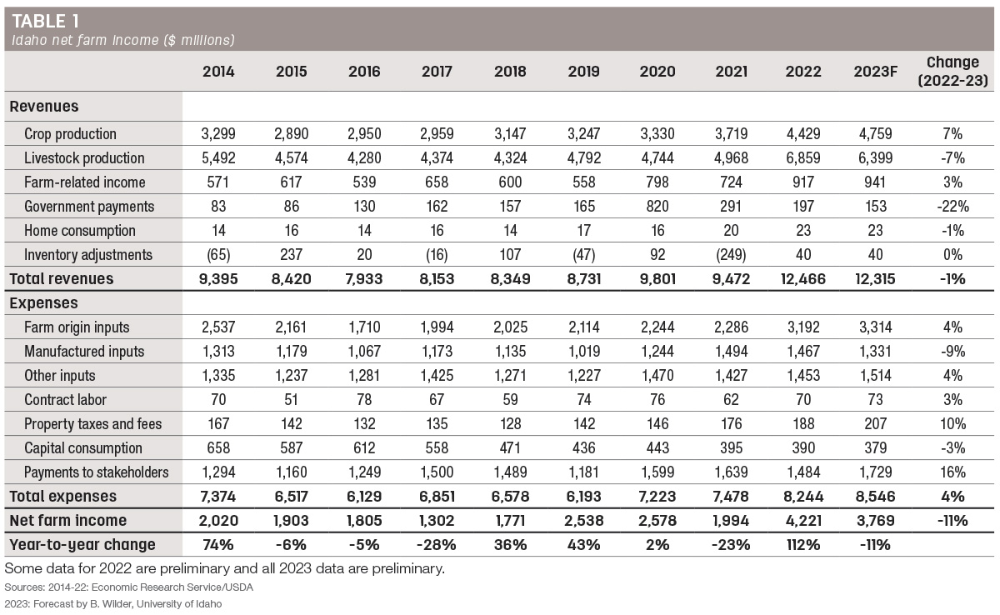 TABLE 1
Idaho net farm income ($ millions)
2014 2015 2016 2017 2018 2019 2020 2021 2022 2023F Change (2022-23)
Revenues
Crop production 3,299 2,890 2,950 2,959 3,147 3,247 3,330 3,719 4,429 4,759 7%
Livestock production 5,492 4,574 4,280 4,374 4,324 4,792 4,744 4,968 6,859 6,399 -7%
Farm-related income 571 617 539 658 600 558 798 724 917 941 3%
Government payments 83 86 130 162 157 165 820 291 197 153 -22%
Home consumption 14 16 14 16 14 17 16 20 23 23 -1%
Inventory adjustments (65) 237 20 (16) 107 (47) 92 (249) 40 40 0%
Total revenues 9,395 8,420 7,933 8,153 8,349 8,731 9,801 9,472 12,466 12,315 -1%
Expenses
Farm origin inputs 2,537 2,161 1,710 1,994 2,025 2,114 2,244 2,286 3,192 3,314 4%
Manufactured inputs 1,313 1,179 1,067 1,173 1,135 1,019 1,244 1,494 1,467 1,331 -9%
Other inputs 1,335 1,237 1,281 1,425 1,271 1,227 1,470 1,427 1,453 1,514 4%
Contract labor 70 51 78 67 59 74 76 62 70 73 3%
Property taxes and fees 167 142 132 135 128 142 146 176 188 207 10%
Capital consumption 658 587 612 558 471 436 443 395 390 379 -3%
Payments to stakeholders 1,294 1,160 1,249 1,500 1,489 1,181 1,599 1,639 1,484 1,729 16%
Total expenses 7,374 6,517 6,129 6,851 6,578 6,193 7,223 7,478 8,244 8,546 4%
Net farm income 2,020 1,903 1,805 1,302 1,771 2,538 2,578 1,994 4,221 3,769 -11%
Year-to-year change 74% -6% -5% -28% 36% 43% 2% -23% 112% -11%
Some data for 2022 are preliminary and all 2023 data are preliminary.
Sources: 2014-22: Economic Research Service/USDA
2023: Forecast by B. Wilder, University of Idaho